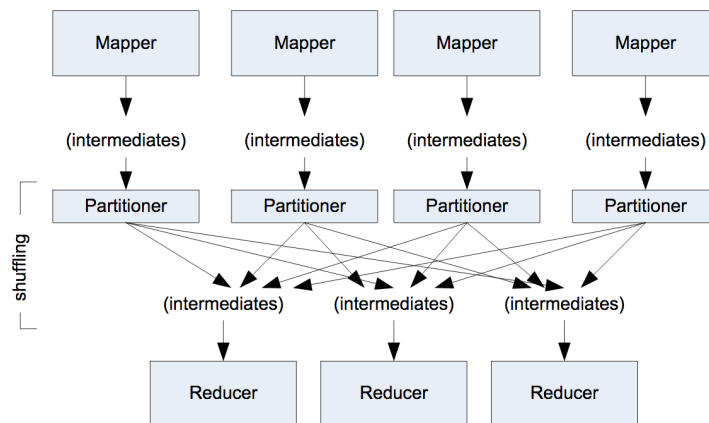 Mapper Mapper Mapper Mapper
(intermediates) (intermediates) (intermediates) (intermediates)
Partitioner Partitioner Partitioner Partitioner
shuffling
(intermediates) (intermediates) (intermediates)
Reducer Reducer Reducer